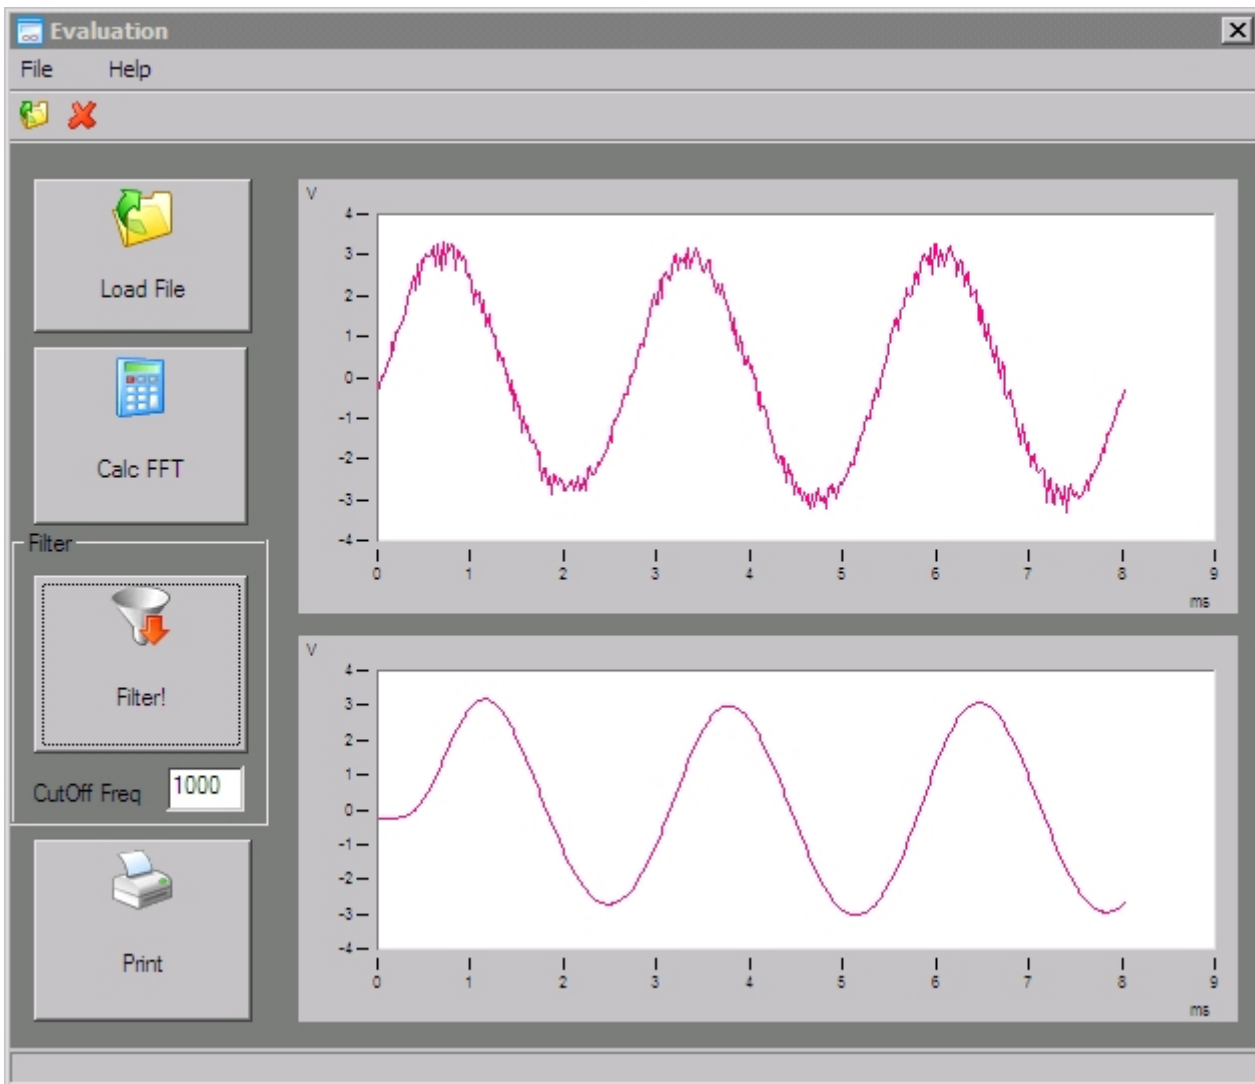 Evaluation
File Help
Load File
Calc FFT
Filter
Filter!
CutOff Freq 1000
Print
V
4
3
2
1
0
-1
-2
-3
-4
0 1 2 3 4 5 6 7 8 9
ms
V
4
3
2
1
0
-1
-2
-3
-4
0 1 2 3 4 5 6 7 8 9
ms